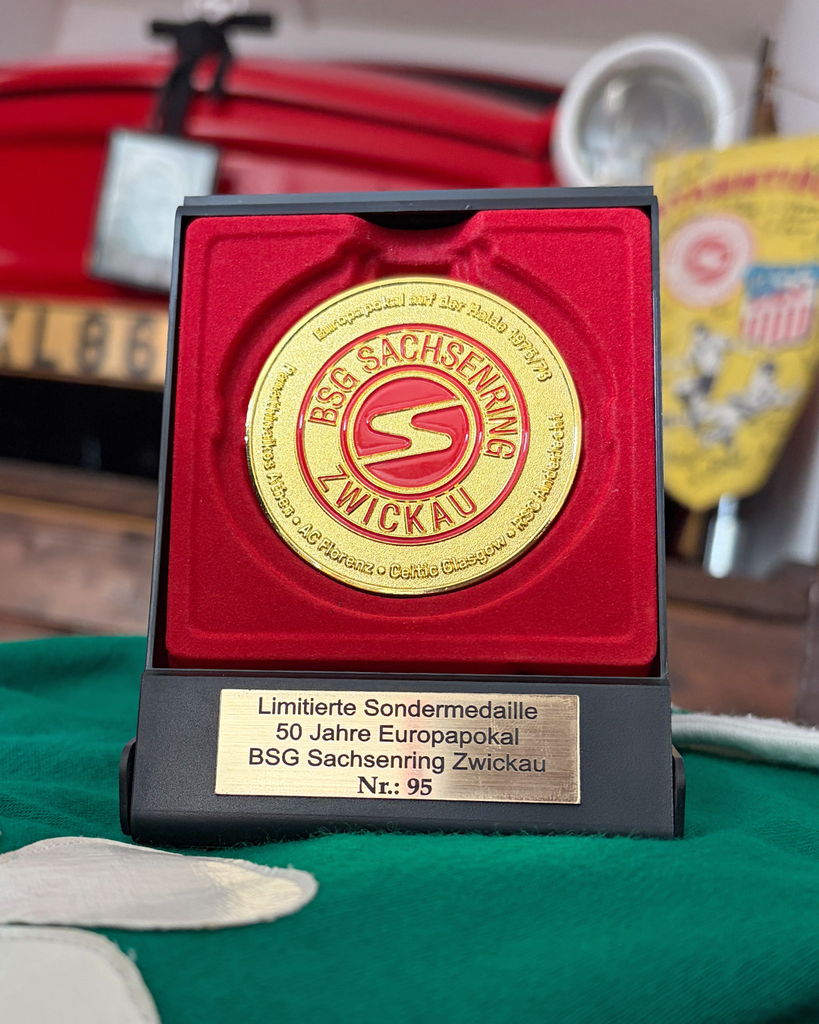 Europapokal auf der Halde 1975/76
BSG SACHSENRING
ZWICKAU
Panathinaikos Athen • AC Florenz • Celtic Glasgow • RSC Anderlecht
Limitierte Sondermedaille
50 Jahre Europapokal
BSG Sachsenring Zwickau
Nr.: 95